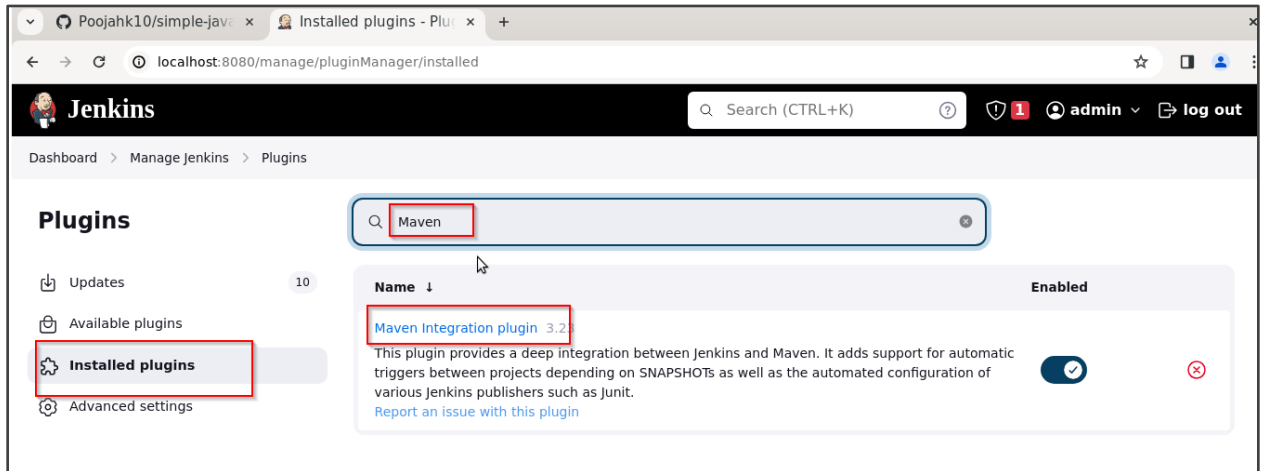 Poojahk10/simple-java
Installed plugins - Plug
localhost:8080/manage/pluginManager/installed
Jenkins
Search (CTRL+K)
1
admin
log out
Dashboard > Manage Jenkins > Plugins
Plugins
Maven
Updates
10
Available plugins
Installed plugins
Advanced settings
Name ↓
Enabled
Maven Integration plugin 3.23
This plugin provides a deep integration between Jenkins and Maven. It adds support for automatic
triggers between projects depending on SNAPSHOTs as well as the automated configuration of
various Jenkins publishers such as Junit.
Report an issue with this plugin